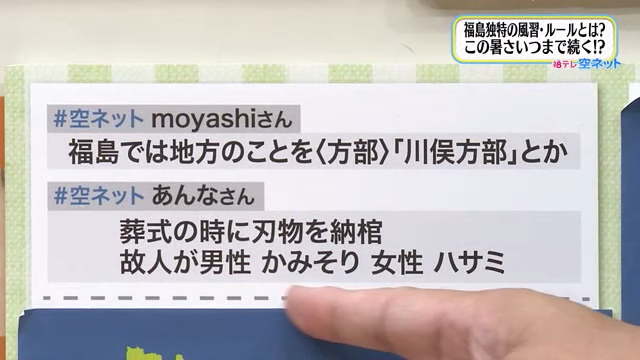 福島独特の風習・ルールとは?
この暑さいつまで続く!?
福テレ 空ネット
#空ネット moyashiさん
福島では地方のことを〈方部〉「川俣方部」とか
#空ネット あんなさん
葬式の時に刃物を納棺
故人が男性 かみそり 女性 ハサミ